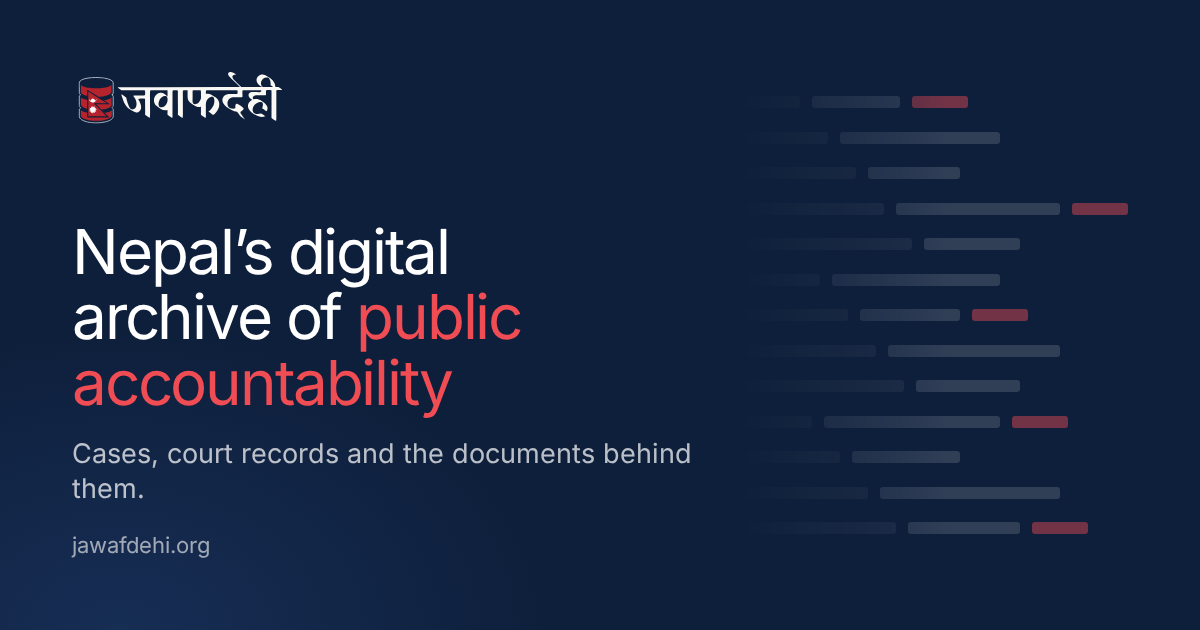 जवाफदेही
Nepal’s digital
archive of public
accountability
Cases, court records and the documents behind
them.
jawafdehi.org